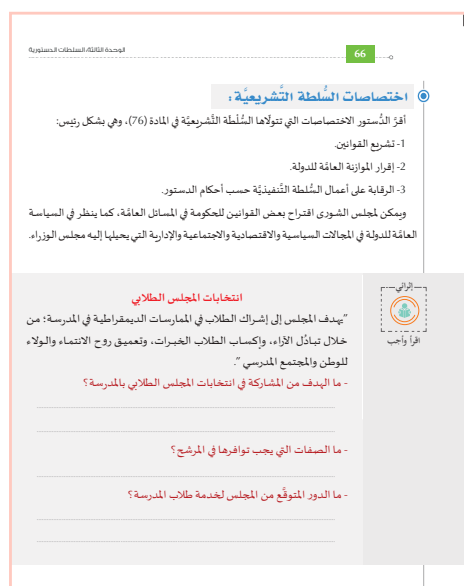 الوحدة الثالثة: السلطات الدستورية
66
اختصاصات السُّلطة التَّشريعيَّة :
أقرّ الدُّستور الاختصاصات التي تتولّاها السُّلْطَة التَّشريعيَّة في المادة (76)، وهي بشكل رئيس:
1- تشريع القوانين.
2- إقرار الموازنة العامَّة للدولة.
3- الرقابة على أعمال السُّلطة التَّنفيذيَّة حسب أحكام الدستور.
ويمكن لمجلس الشورى اقتراح بعض القوانين للحكومة في المسائل العامَّة، كما ينظر في السياسة
العامَّة للدولة في المجالات السياسية والاقتصادية والاجتماعية والإدارية التي يحيلها إليه مجلس الوزراء.
إثرائي
اقرأ وأجب
انتخابات المجلس الطلابي
"يهدف المجلس إلى إشراك الطلاب في الممارسات الديمقراطية في المدرسة؛ من
خلال تبادُل الآراء، وإكساب الطلاب الخبرات، وتعميق روح الانتماء والولاء
للوطن والمجتمع المدرسي".
- ما الهدف من المشاركة في انتخابات المجلس الطلابي بالمدرسة؟
- ما الصفات التي يجب توافرها في المرشح؟
- ما الدور المتوقَّع من المجلس لخدمة طلاب المدرسة؟